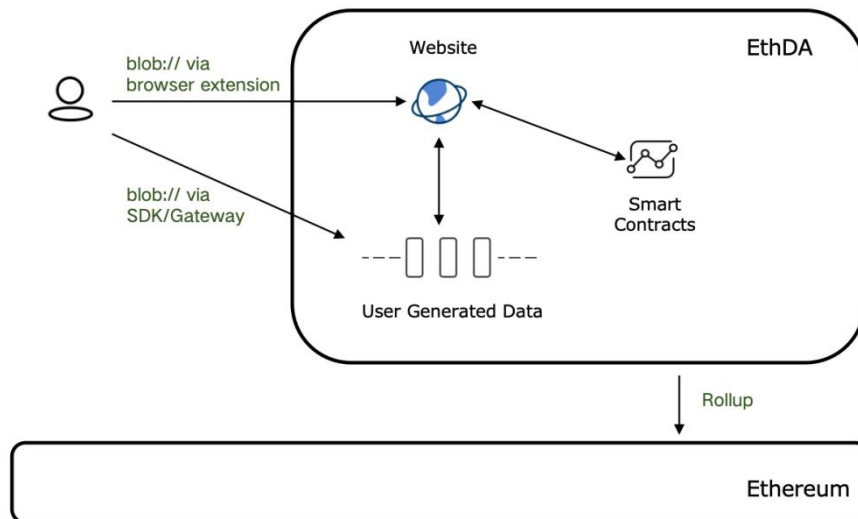 Website
EthDA
blob:// via
browser extension
blob:// via
SDK/Gateway
Smart
Contracts
User Generated Data
Rollup
Ethereum